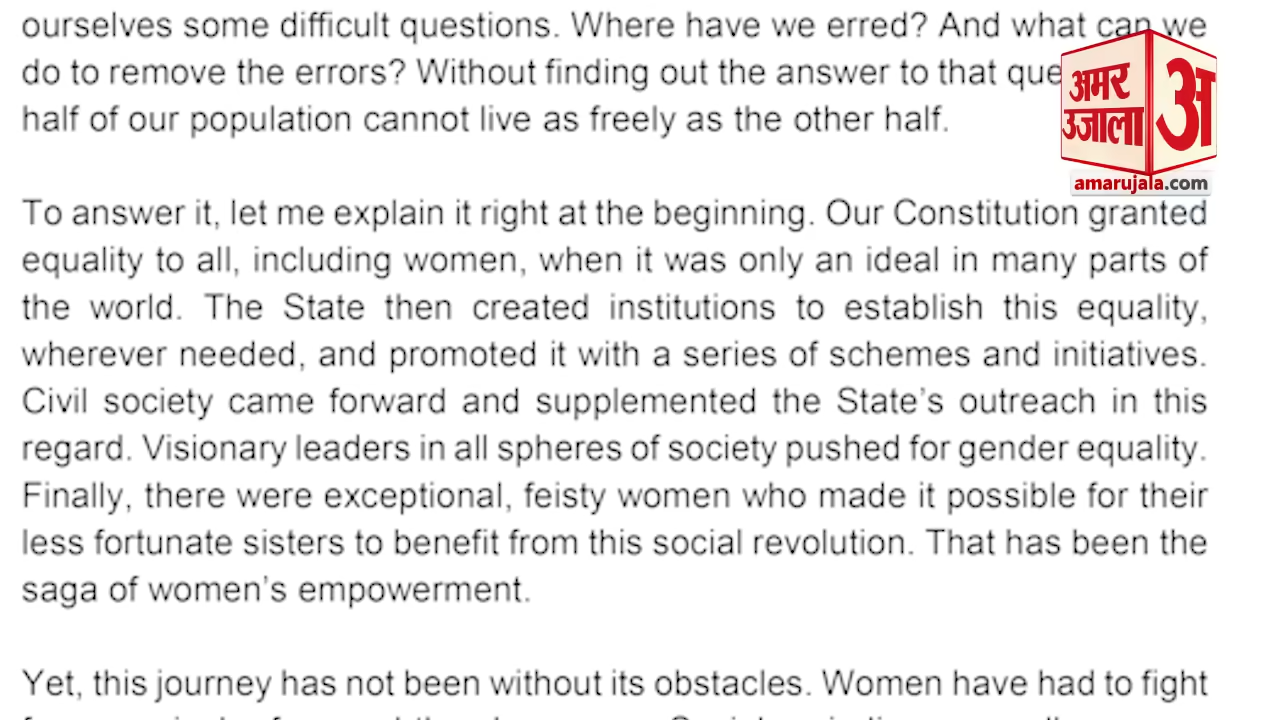 ourselves some difficult questions. Where have we erred? And what can we
do to remove the errors? Without finding out the answer to that que
half of our population cannot live as freely as the other half.
अमर
उजाला
अ
amarujala.com
To answer it, let me explain it right at the beginning. Our Constitution granted
equality to all, including women, when it was only an ideal in many parts of
the world. The State then created institutions to establish this equality,
wherever needed, and promoted it with a series of schemes and initiatives.
Civil society came forward and supplemented the State’s outreach in this
regard. Visionary leaders in all spheres of society pushed for gender equality.
Finally, there were exceptional, feisty women who made it possible for their
less fortunate sisters to benefit from this social revolution. That has been the
saga of women’s empowerment.
Yet, this journey has not been without its obstacles. Women have had to fight